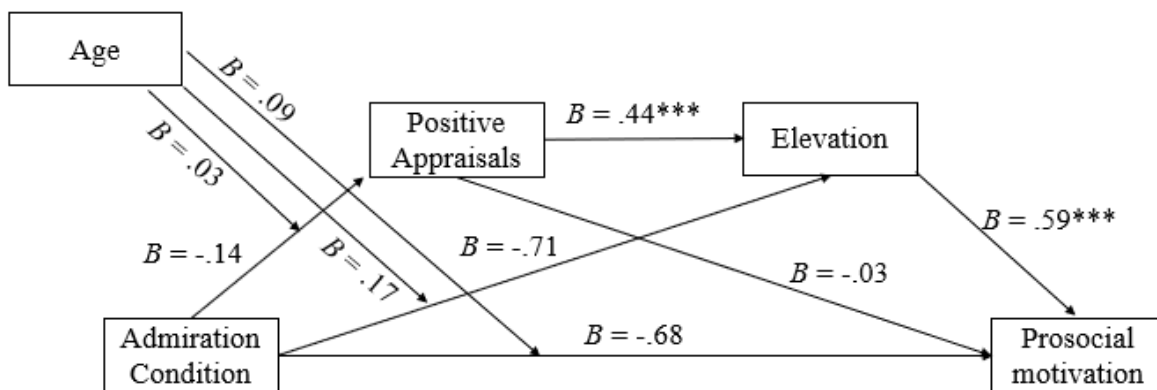 Age
B = .09
B = .03
Positive
Appraisals
B = .44***
Elevation
B = .59***
B = -.14
B = .17
B = -.71
B = -.03
Admiration
Condition
B = -.68
Prosocial
motivation